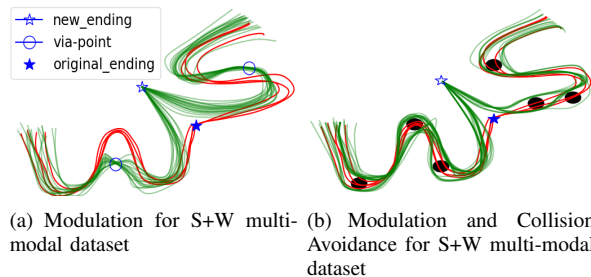 new_ending
via-point
original_ending
(a) Modulation for S+W multi-
modal dataset
(b) Modulation and Collision
Avoidance for S+W multi-modal
dataset